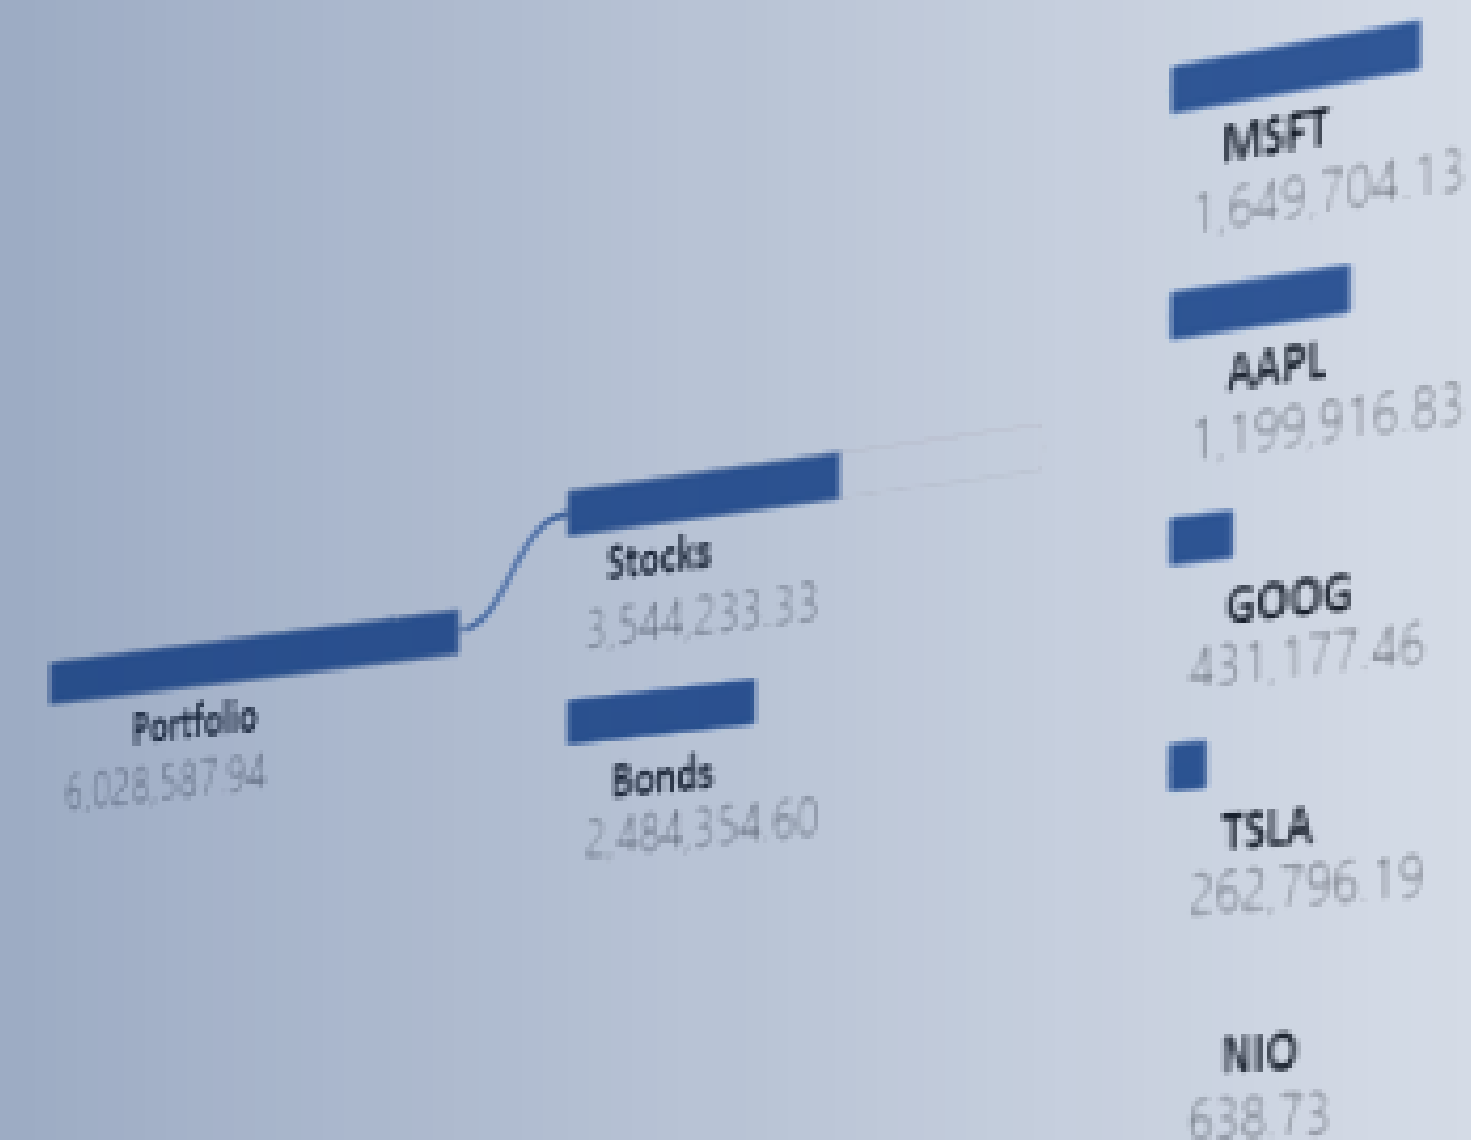 MSFT
1,649,704.13
AAPL
1,199,916.83
Stocks
3,544,233.33
GOOG
431,177.46
Portfolio
6,028,587.94
Bonds
2,484,354.60
TSLA
262,796.19
NIO
638.73